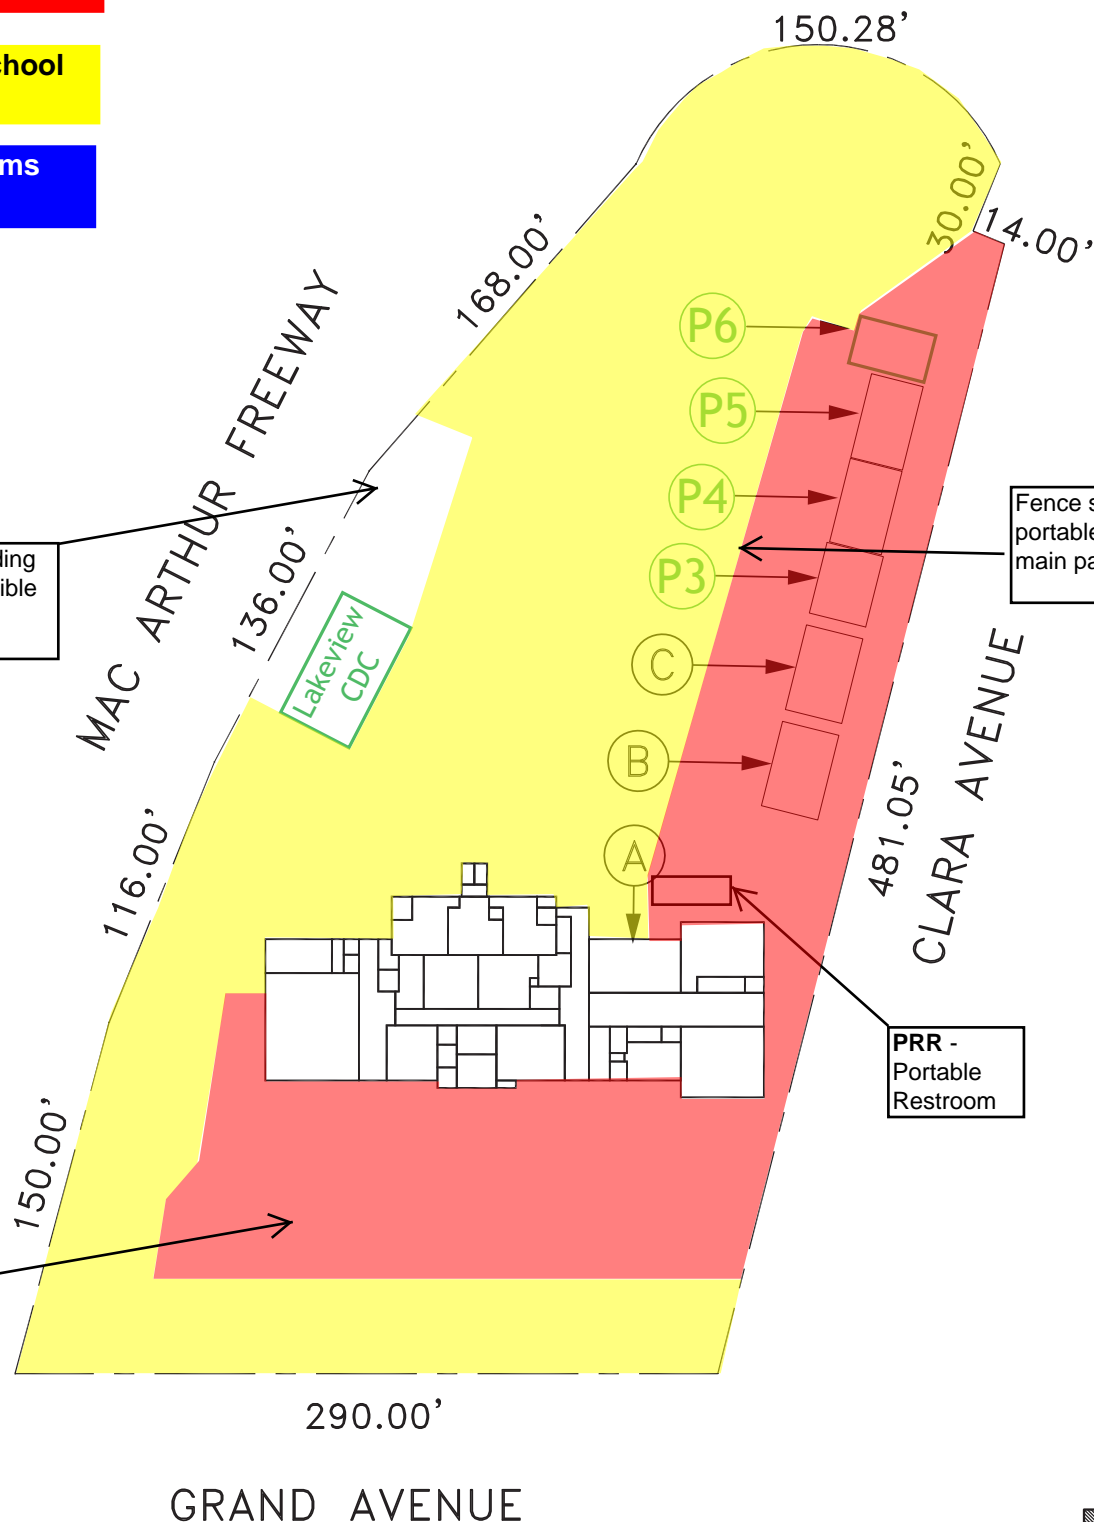 150.28'
chool
ms
30.00'
14.00'
168.00'
P6
MAC ARTHUR FREEWAY
P5
P4
Fence s
portable
main pa
ding
ible
136.00'
P3
Lakeview
CDC
C
B
CLARA AVENUE
481.05'
116.00'
A
PRR -
Portable
Restroom
150.00'
290.00'
GRAND AVENUE